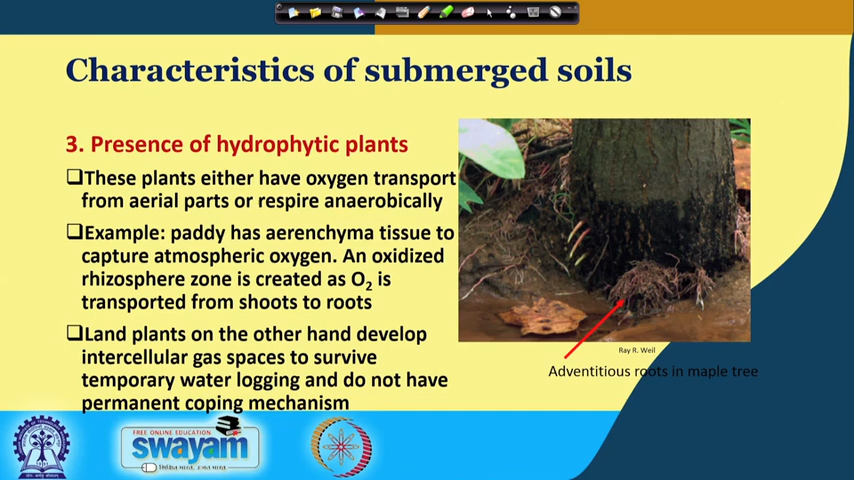 Characteristics of submerged soils
3. Presence of hydrophytic plants
❑These plants either have oxygen transport
from aerial parts or respire anaerobically
❑Example: paddy has aerenchyma tissue to
capture atmospheric oxygen. An oxidized
rhizosphere zone is created as O₂ is
transported from shoots to roots
❑Land plants on the other hand develop
intercellular gas spaces to survive
temporary water logging and do not have
permanent coping mechanism
Ray R. Weil
Adventitious roots in maple tree
FREE ONLINE EDUCATION
swayam